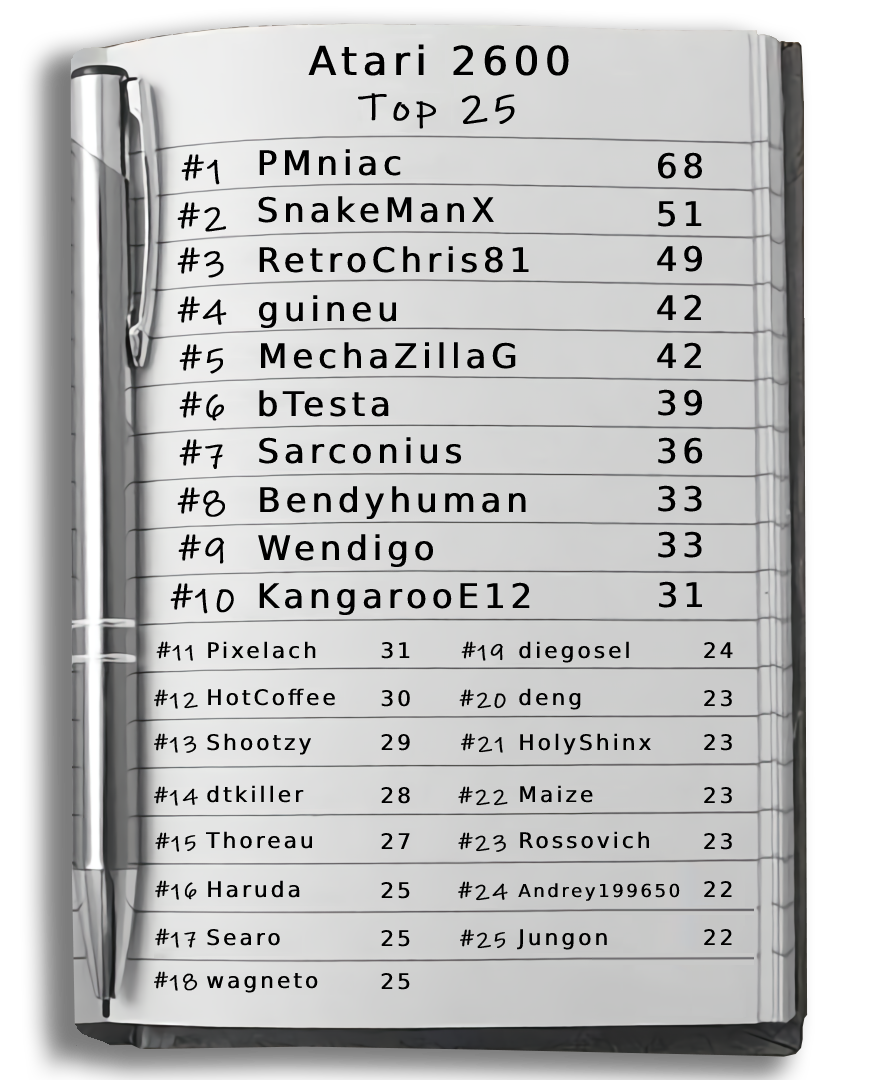 Atari 2600
Top 25
#1 PMniac 68
#2 SnakeManX 51
#3 RetroChris81 49
#4 guineu 42
#5 MechaZillaG 42
#6 bTesta 39
#7 Sarconius 36
#8 Bendyhuman 33
#9 Wendigo 33
#10 KangarooE12 31
#11 Pixelach 31
#12 HotCoffee 30
#13 Shootzy 29
#14 dtkiller 28
#15 Thoreau 27
#16 Haruda 25
#17 Searo 25
#18 wagneto 25
#19 diegosel 24
#20 deng 23
#21 HolyShinx 23
#22 Maize 23
#23 Rossovich 23
#24 Andrey199650 22
#25 Jungon 22